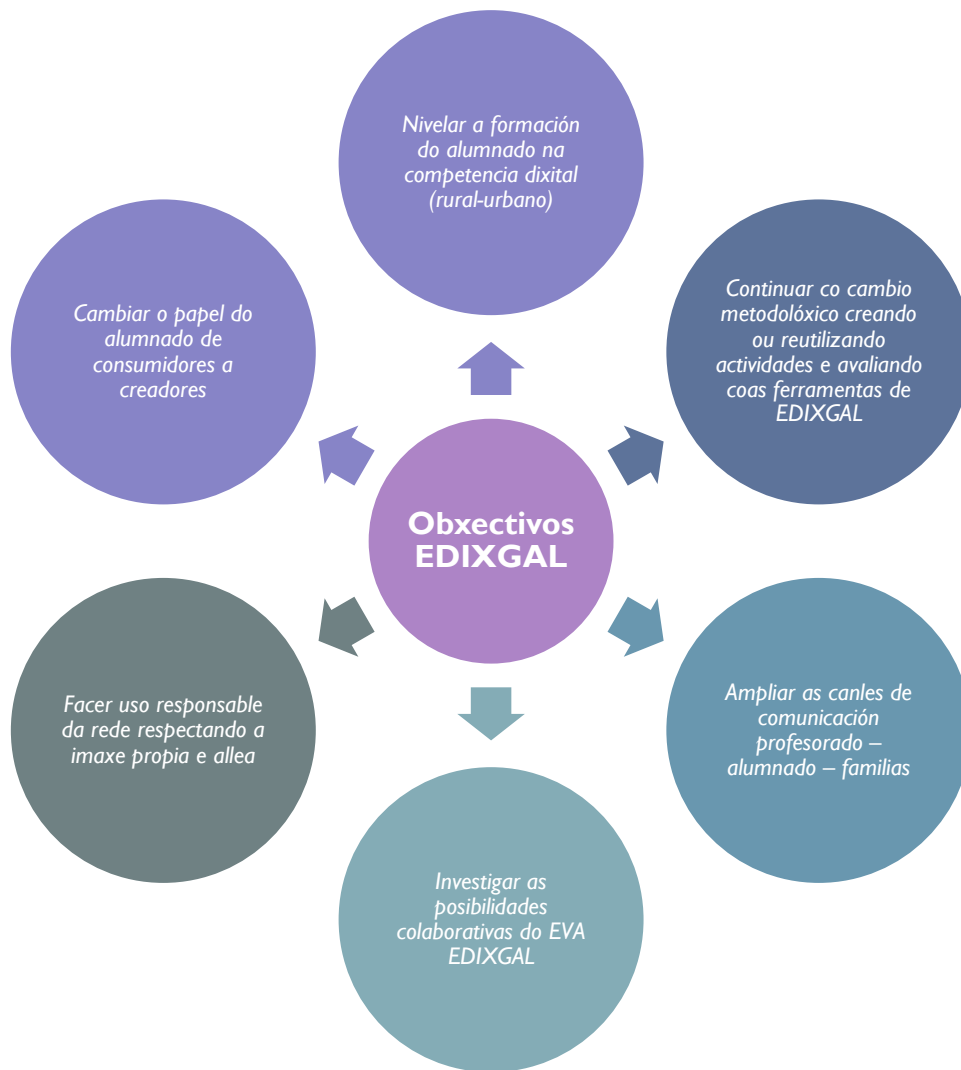 Nivelar a formación
do alumnado na
competencia dixital
(rural-urbano)
Continuar co cambio
metodolóxico creando
ou reutilizando
actividades e avaliando
coas ferramentas de
EDIXGAL
Ampliar as canles de
comunicación
profesorado –
alumnado – familias
Investigar as
posibilidades
colaborativas do EVA
EDIXGAL
Facer uso responsable
da rede respectando a
imaxe propia e allea
Cambiar o papel do
alumnado de
consumidores a
creadores
Obxectivos
EDIXGAL